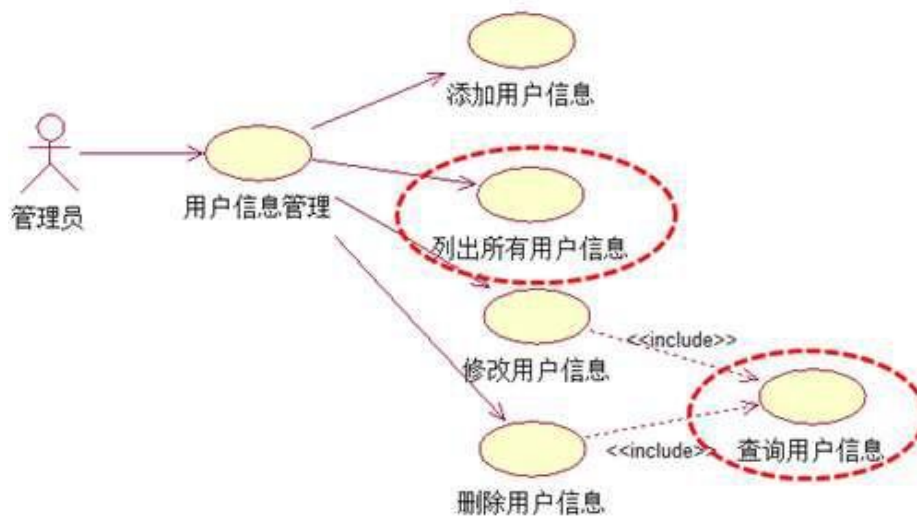 添加用户信息
管理员
用户信息管理
列出所有用户信息
<<include>>
修改用户信息
<<include>>
查询用户信息
删除用户信息